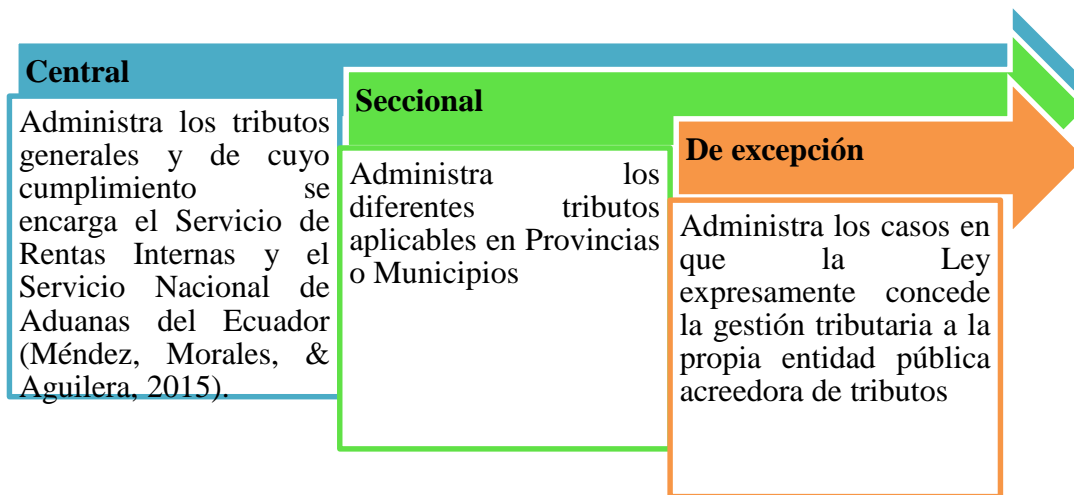 Central
Administra los tributos
generales y de cuyo
cumplimiento se
encarga el Servicio de
Rentas Internas y el
Servicio Nacional de
Aduanas del Ecuador
(Méndez, Morales, &
Aguilera, 2015).
Seccional
Administra los
diferentes tributos
aplicables en Provincias
o Municipios
De excepción
Administra los casos en
que la Ley
expresamente concede
la gestión tributaria a la
propia entidad pública
acreedora de tributos